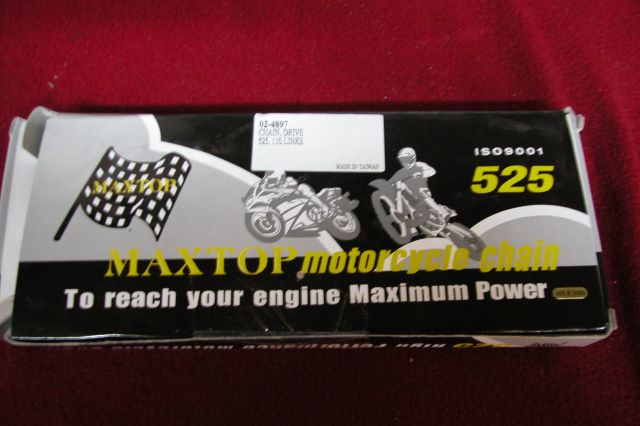 02-4897
CHAIN, DRIVE
525, 110 LINKS
MADE IN TAIWAN
ISO9001
525
MAXTOP
MAXTOP motorcycle chain
To reach your engine Maximum Power